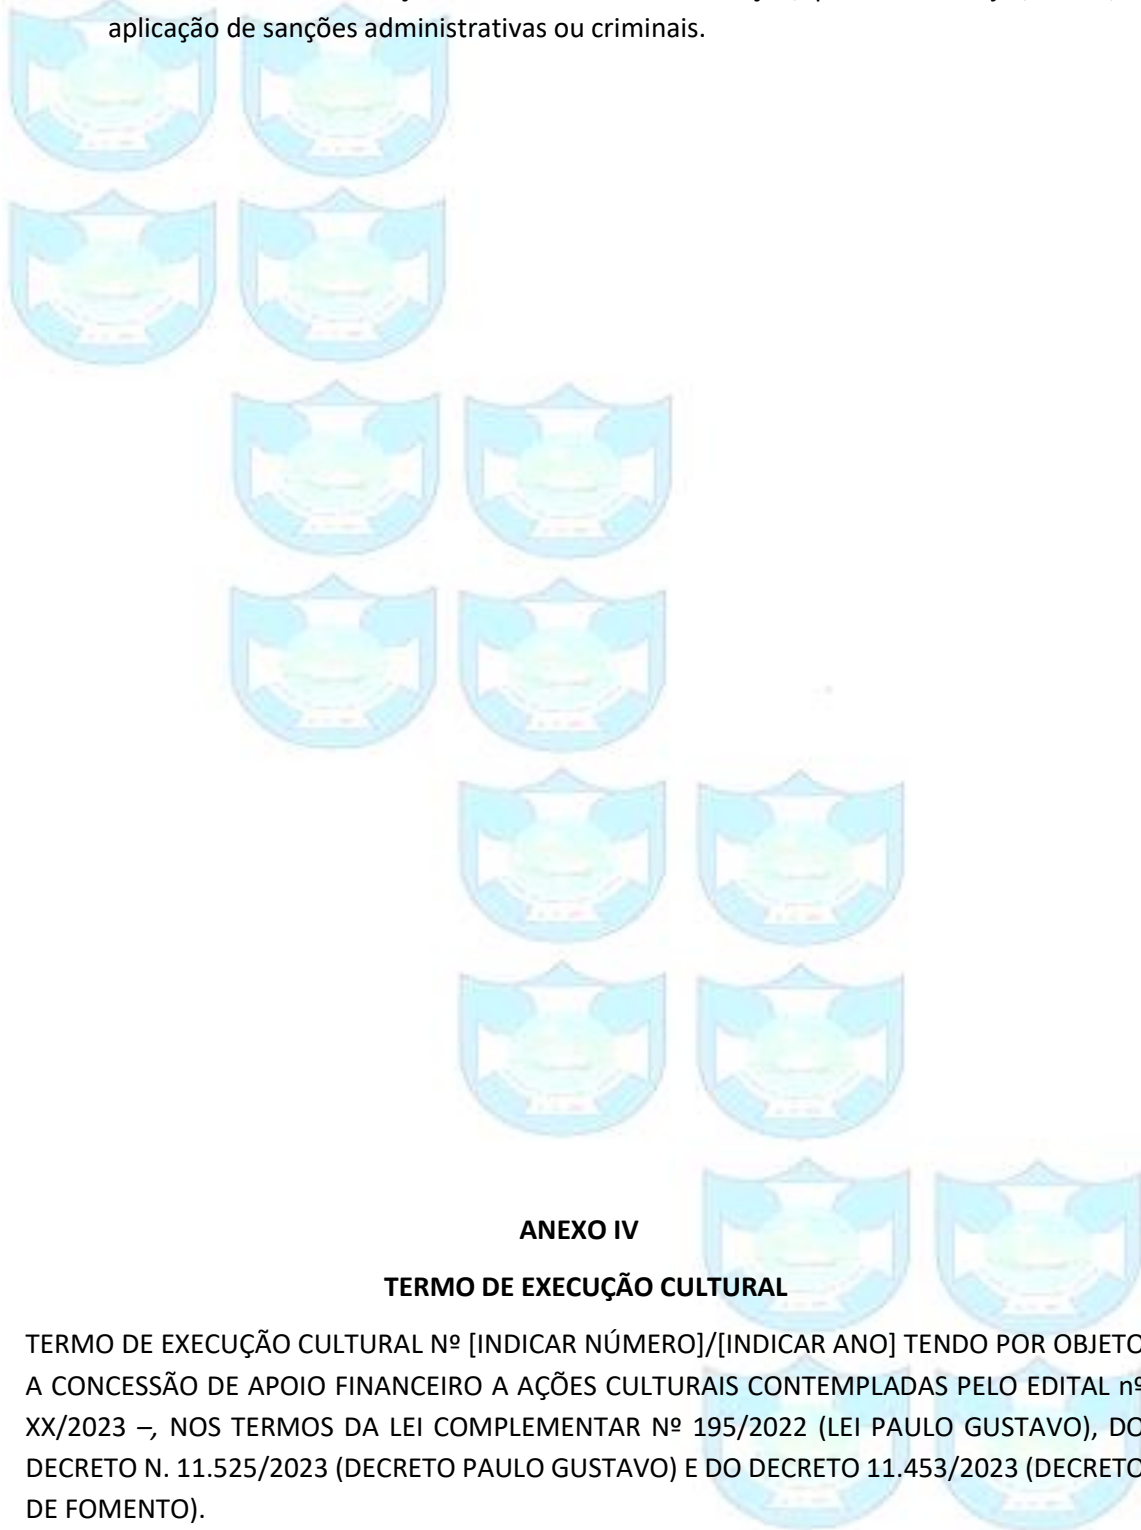 aplicação de sanções administrativas ou criminais.
ANEXO IV
TERMO DE EXECUÇÃO CULTURAL
TERMO DE EXECUÇÃO CULTURAL Nº [INDICAR NÚMERO]/[INDICAR ANO] TENDO POR OBJETO
A CONCESSÃO DE APOIO FINANCEIRO A AÇÕES CULTURAIS CONTEMPLADAS PELO EDITAL nº
XX/2023 –, NOS TERMOS DA LEI COMPLEMENTAR Nº 195/2022 (LEI PAULO GUSTAVO), DO
DECRETO N. 11.525/2023 (DECRETO PAULO GUSTAVO) E DO DECRETO 11.453/2023 (DECRETO
DE FOMENTO).